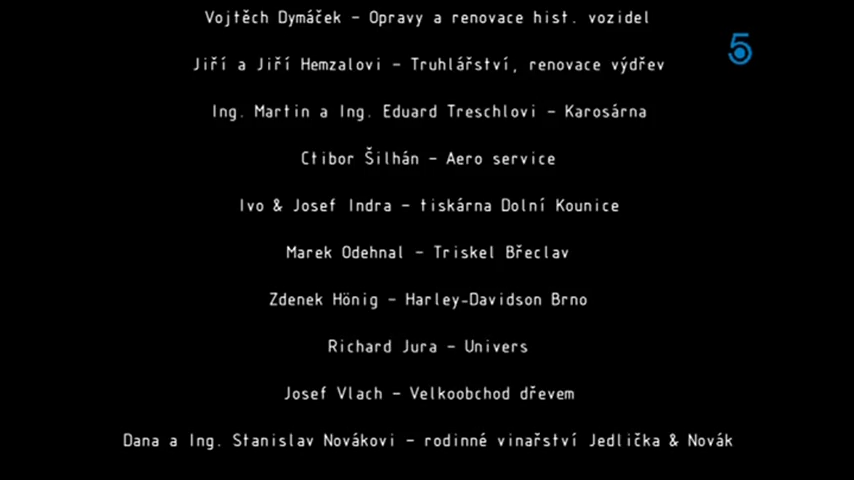 Vojtěch Dymáček – Opravy a renovace hist. vozidel
5
Jiří a Jiří Hemzalovi – Truhlářství, renovace výdřev
Ing. Martin a Ing. Eduard Treschlovi – Karosárna
Ctibor Šilhán – Aero service
Ivo & Josef Indra – tiskárna Dolní Kounice
Marek Odehnal – Triskel Břeclav
Zdenek Hönig – Harley-Davidson Brno
Richard Jura – Univers
Josef Vlach – Velkoobchod dřevem
Dana a Ing. Stanislav Novákovi – rodinné vinařství Jedlička & Novák